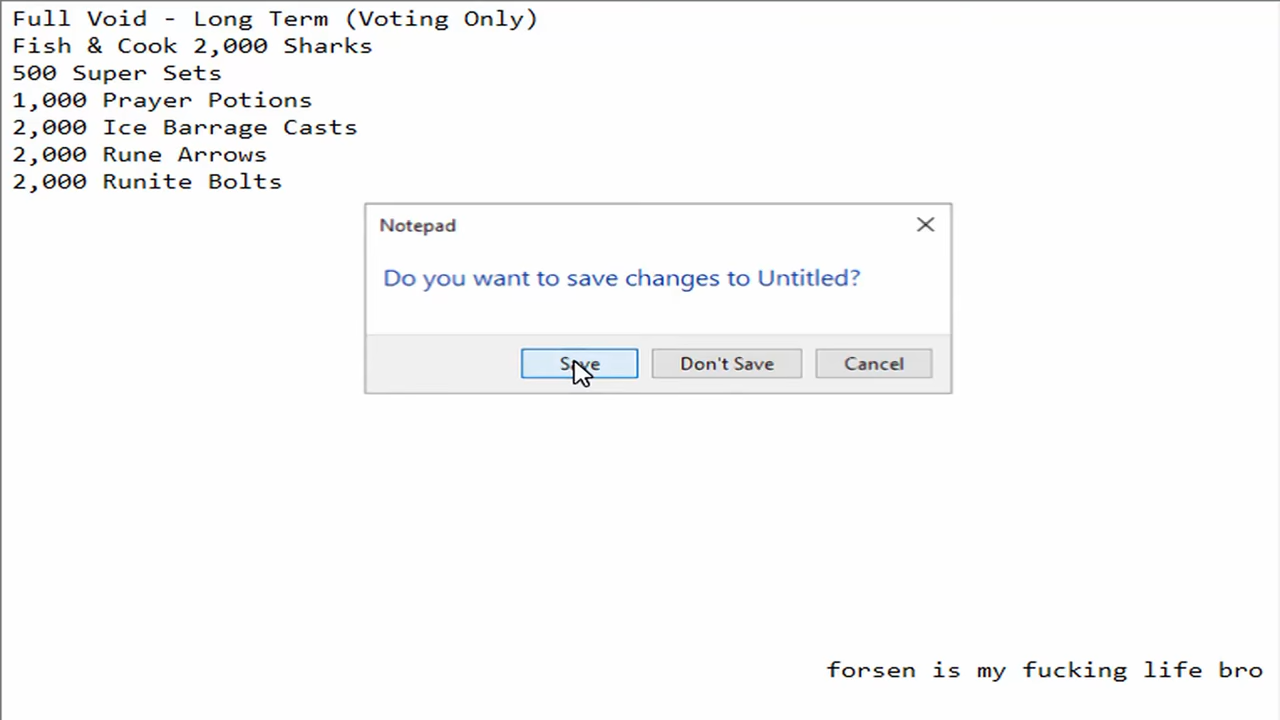 Full Void - Long Term (Voting Only)
Fish & Cook 2,000 Sharks
500 Super Sets
1,000 Prayer Potions
2,000 Ice Barrage Casts
2,000 Rune Arrows
2,000 Runite Bolts
Notepad
Do you want to save changes to Untitled?
Save Don't Save Cancel
forsen is my fucking life bro